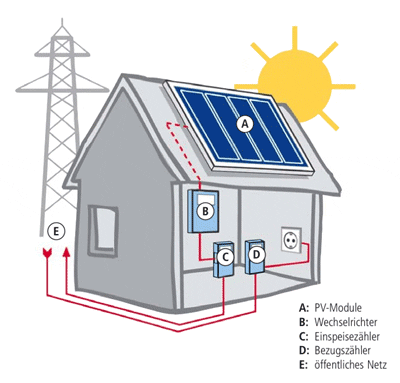 A
B
E
C
D
A: PV-Module
B: Wechselrichter
C: Einspeisezähler
D: Bezugszähler
E: öffentliches Netz